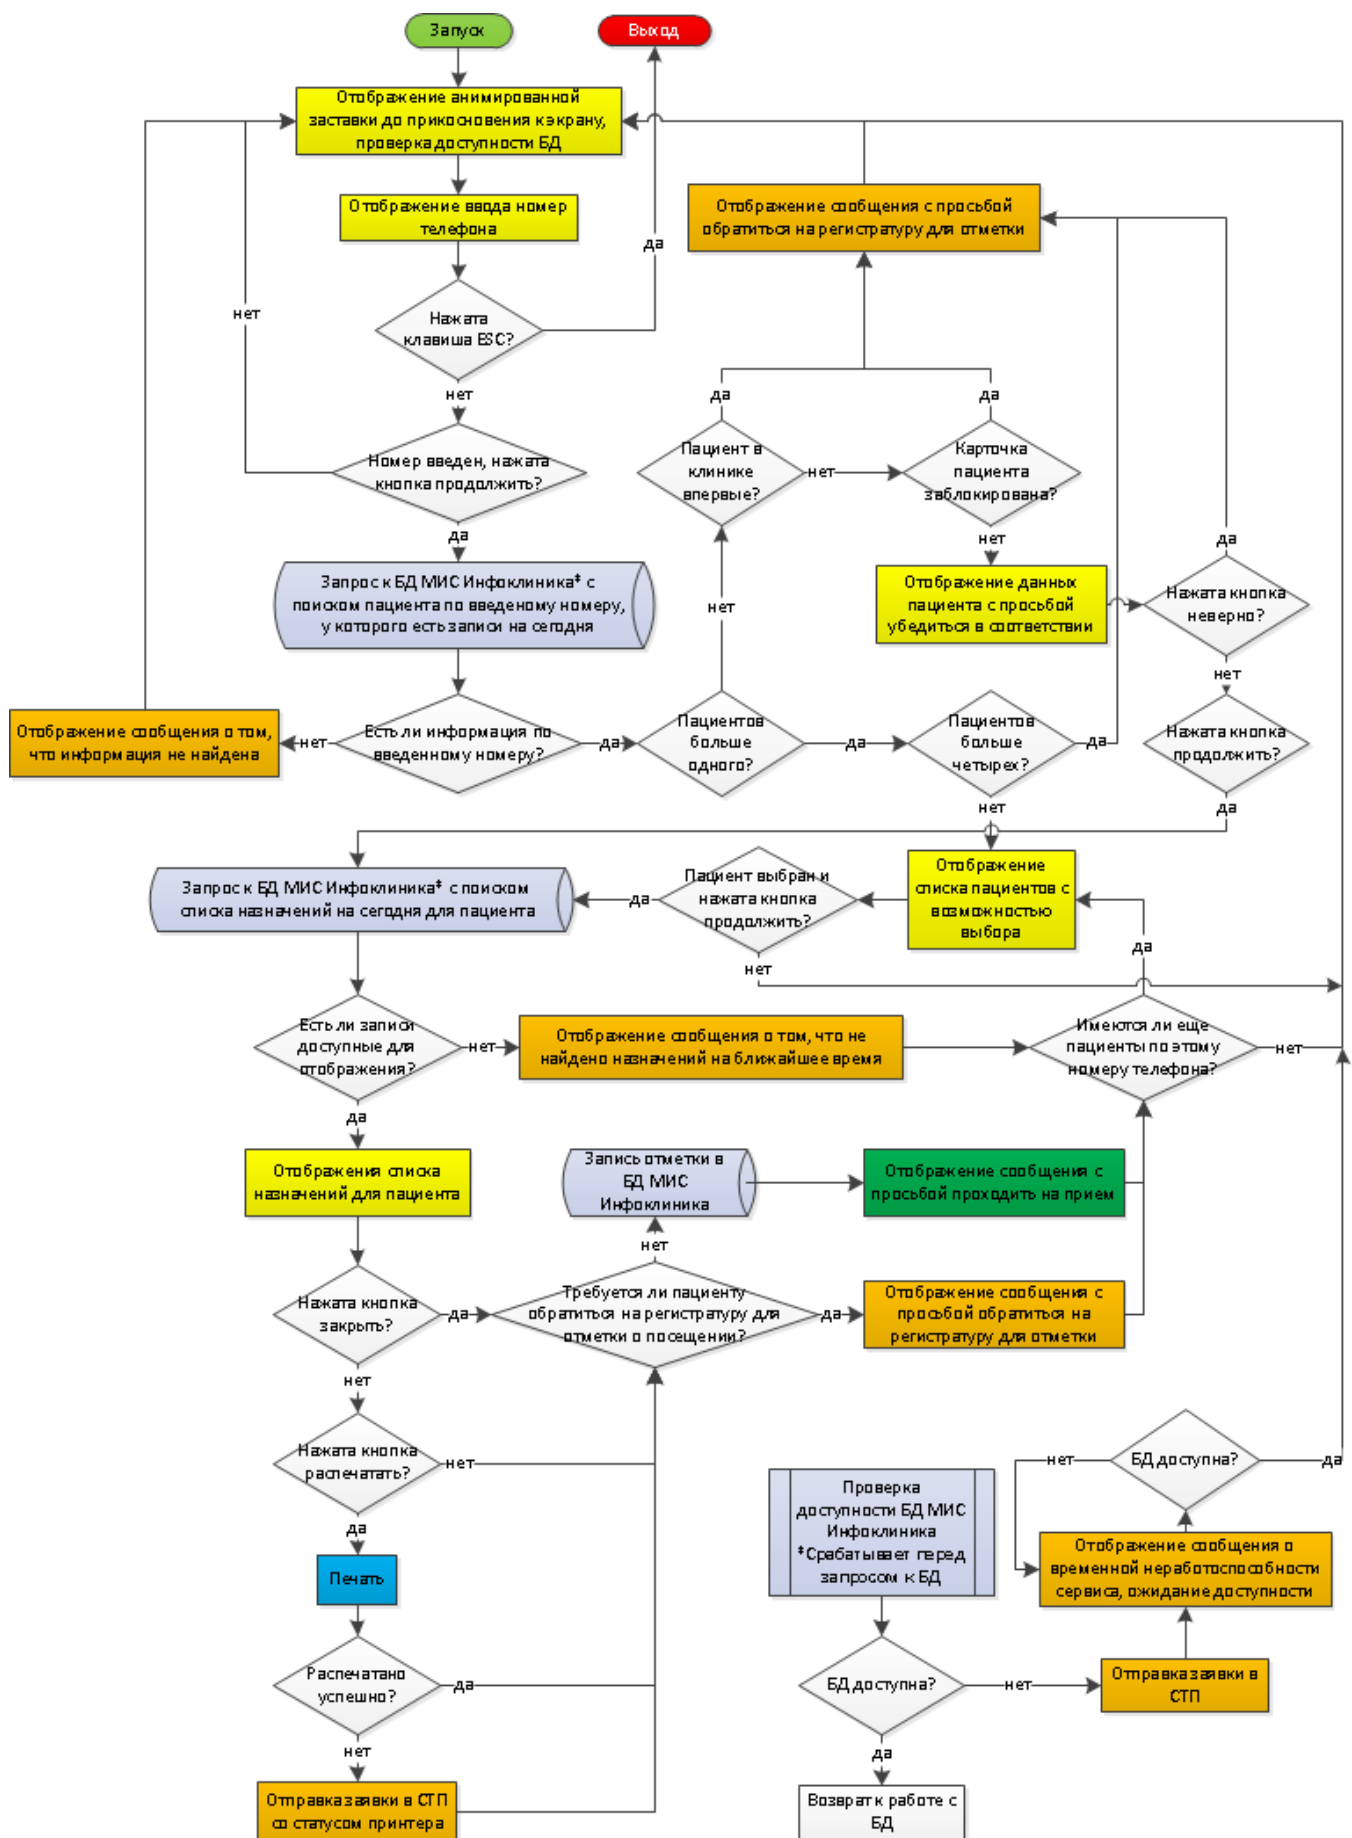 Запуск
Выход
Отображение анимированной
заставки до прикосновения к экрану,
проверка доступности БД
Отображение ввода номер
телефона
Отображение сообщения с просьбой
обратиться на регистратуру для отметки
да
да
нет
Нажата
клавиша ESC?
нет
да
да
да
Номер введен, нажата
кнопка продолжить?
Пациент в
клинике
впервые?
нет
Карточка
пациента
заблокирована?
да
нет
да
Запрос к БД МИС Инфоклиника* с
поиском пациента по введеному номеру,
у которого есть записи на сегодня
нет
Отображение данных
пациента с просьбой
убедиться в соответствии
Нажата кнопка
неверно?
нет
Отображение сообщения о том,
что информация не найдена
нет
Есть ли информация по
введенному номеру?
да
Пациентов
больше
одного?
да
Пациентов
больше
четырех?
да
Нажата кнопка
продолжить?
нет
да
Запрос к БД МИС Инфоклиника* с поиском
списка назначений на сегодня для пациента
да
Пациент выбран и
нажата кнопка
продолжить?
Отображение
списка пациентов с
возможностью
выбора
да
нет
Есть ли записи
доступные для
отображения?
нет
Отображение сообщения о том, что не
найдено назначений на ближайшее время
Имеются ли еще
пациенты по этому
номеру телефона?
нет
да
Отображения списка
назначений для пациента
Запись отметки в
БД МИС
Инфоклиника
Отображение сообщения с
просьбой проходить на прием
нет
Нажата кнопка
закрыть?
да
Требуется ли пациенту
обратиться на регистратуру для
отметки о посещении?
да
Отображение сообщения с
просьбой обратиться на
регистратуру для отметки
нет
Нажата кнопка
распечатать?
нет
нет
БД доступна?
да
Проверка
доступности БД МИС
Инфоклиника
*Срабатывает перед
запросом к БД
да
Отображение сообщения о
временной неработоспособности
сервиса, ожидание доступности
Печать
Распечатано
успешно?
да
БД доступна?
нет
Отправка заявки в
СТП
нет
да
Отправка заявки в СТП
со статусом принтера
Возврат к работе с
БД